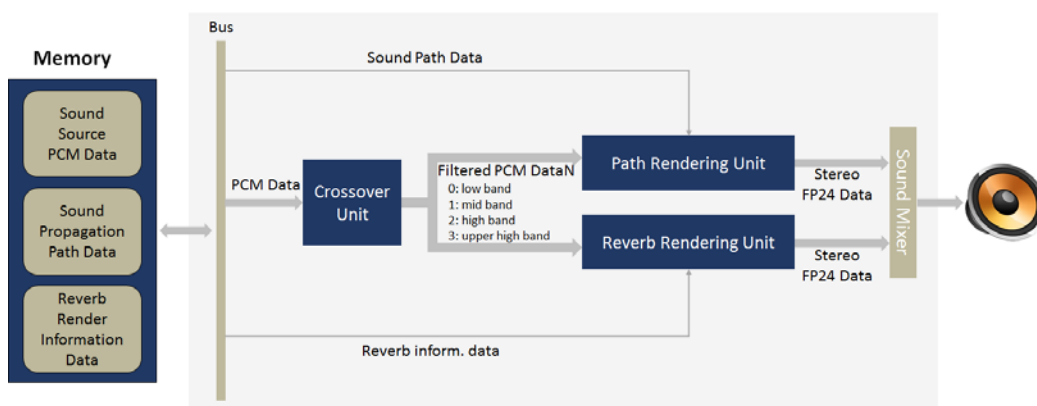 Memory
Sound
Source
PCM Data
Sound
Propagation
Path Data
Reverb
Render
Information
Data
Bus
Sound Path Data
PCM Data
Crossover
Unit
Filtered PCM DataN
0: low band
1: mid band
2: high band
3: upper high band
Path Rendering Unit
Reverb Rendering Unit
Reverb inform. data
Stereo
FP24 Data
Stereo
FP24 Data
Sound Mixer